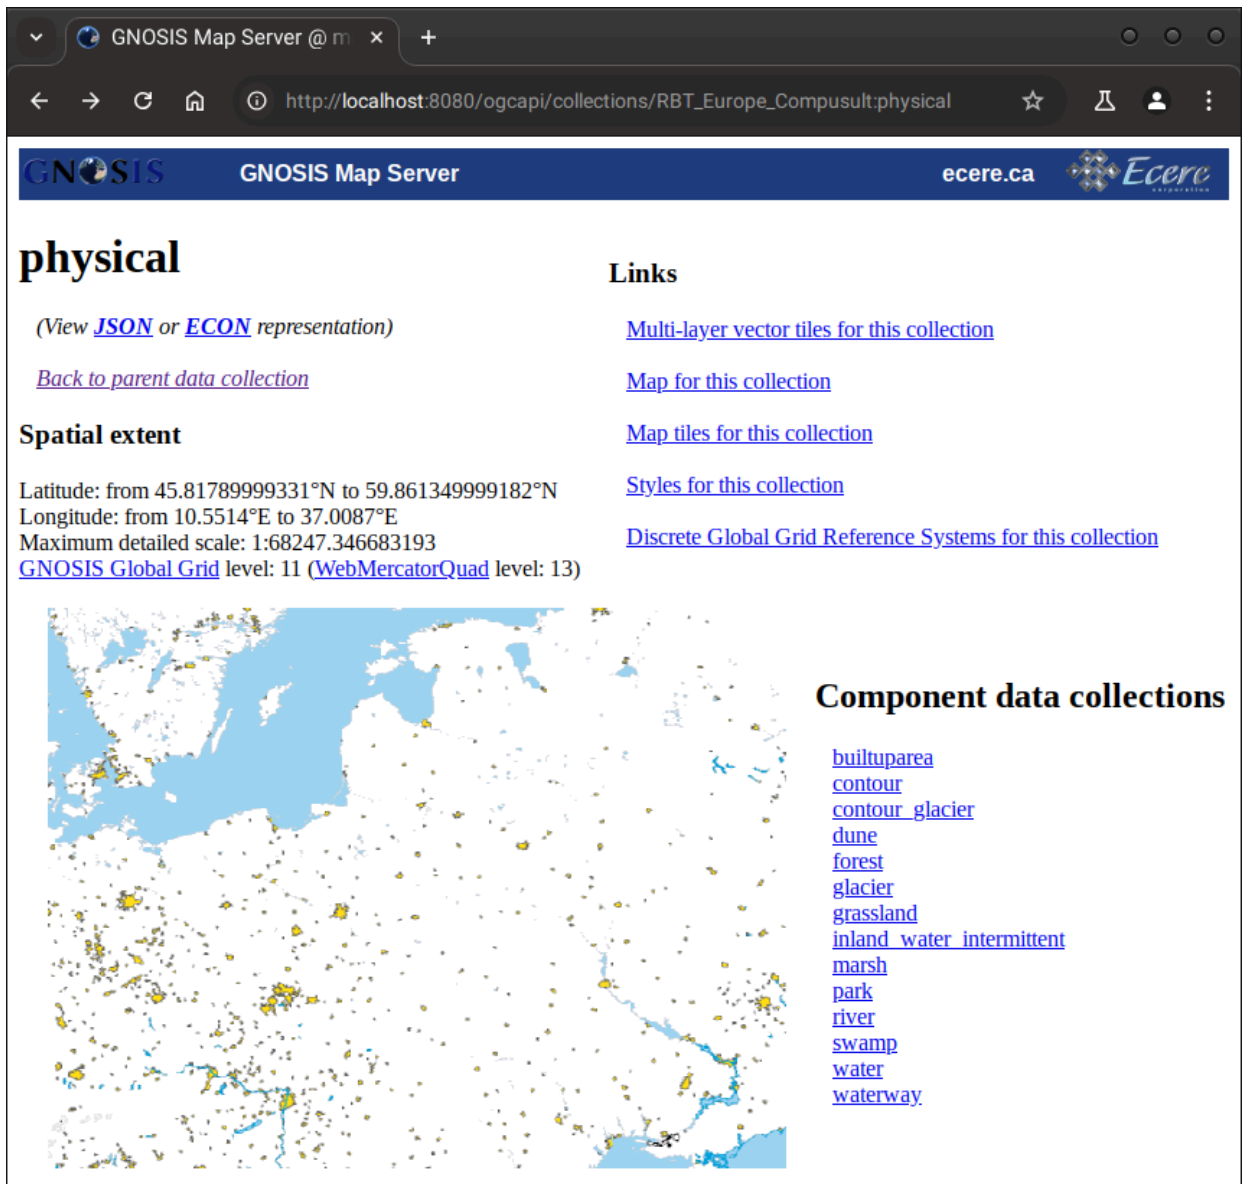 GNOSIS Map Server @ m
http://localhost:8080/ogcapi/collections/RBT_Europe_Compusult:physical
GNOSIS
GNOSIS Map Server
ecere.ca
Ecere
corporation
physical
(View JSON or ECON representation)
Back to parent data collection
Spatial extent
Latitude: from 45.81789999331°N to 59.861349999182°N
Longitude: from 10.5514°E to 37.0087°E
Maximum detailed scale: 1:68247.346683193
GNOSIS Global Grid level: 11 (WebMercatorQuad level: 13)
Links
Multi-layer vector tiles for this collection
Map for this collection
Map tiles for this collection
Styles for this collection
Discrete Global Grid Reference Systems for this collection
Component data collections
builtuparea
contour
contour_glacier
dune
forest
glacier
grassland
inland_water_intermittent
marsh
park
river
swamp
water
waterway